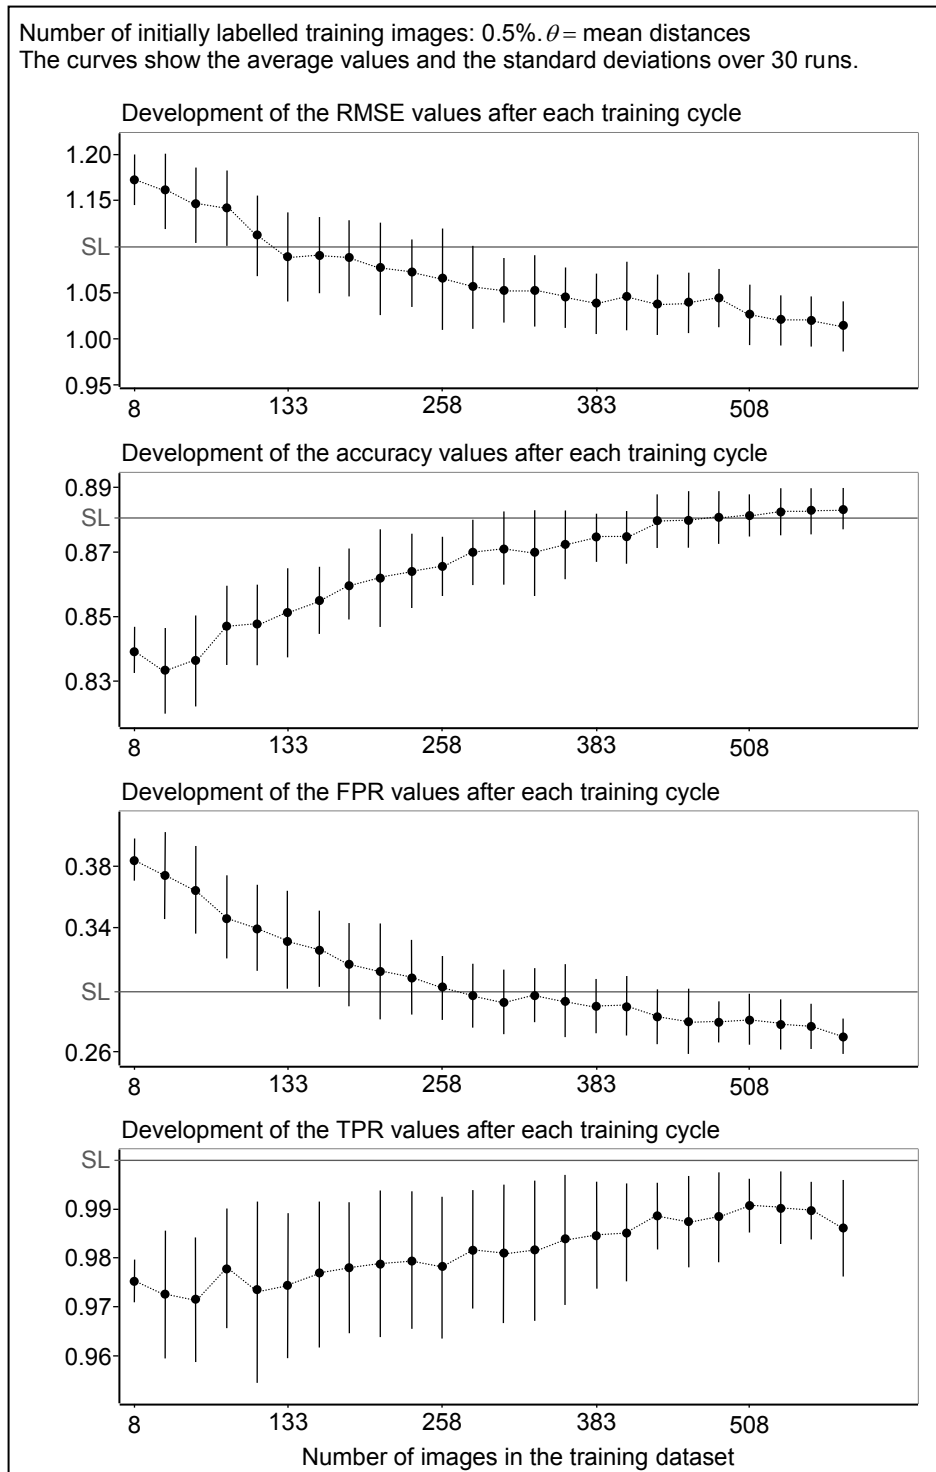 Number of initially labelled training images: 0.5%. θ = mean distances
The curves show the average values and the standard deviations over 30 runs.
Development of the RMSE values after each training cycle
1.20
1.15
SL
1.05
1.00
0.95
8 133 258 383 508
Development of the accuracy values after each training cycle
0.89
SL
0.87
0.85
0.83
8 133 258 383 508
Development of the FPR values after each training cycle
0.38
0.34
SL
0.26
8 133 258 383 508
Development of the TPR values after each training cycle
SL
0.99
0.98
0.97
0.96
8 133 258 383 508
Number of images in the training dataset